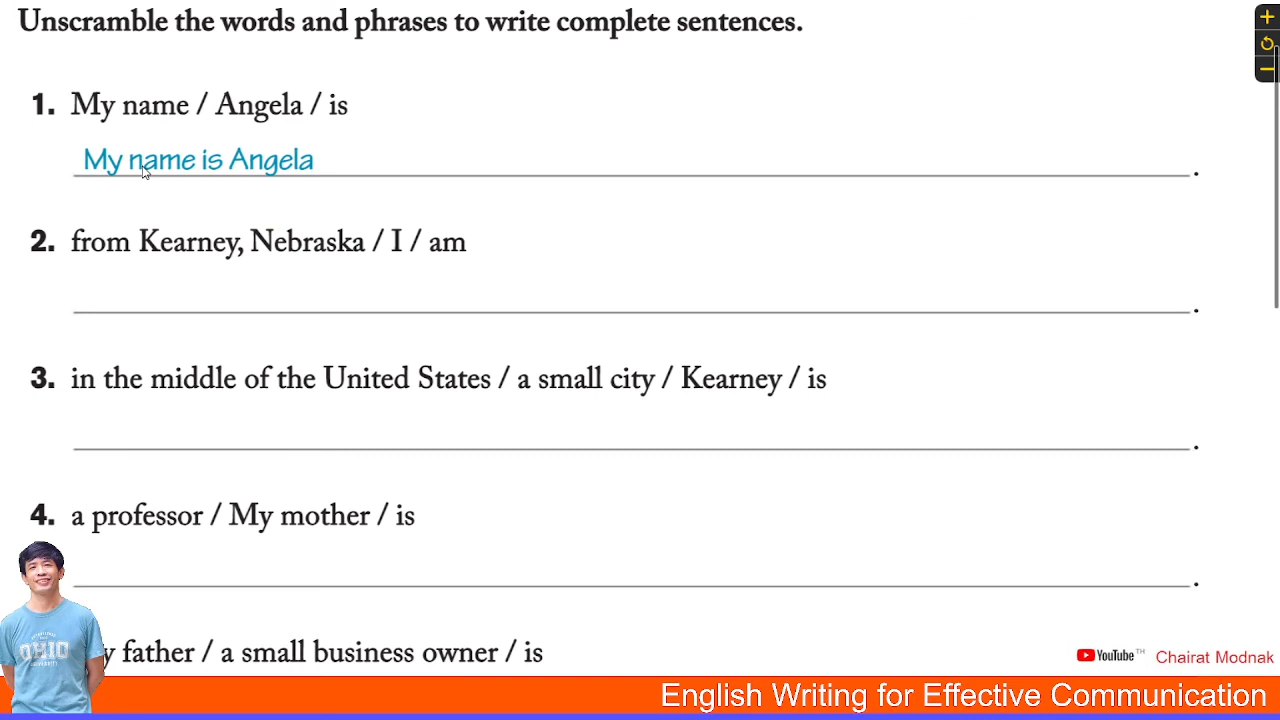 Unscramble the words and phrases to write complete sentences.
1. My name / Angela / is
My name is Angela .
2. from Kearney, Nebraska / I / am
.
3. in the middle of the United States / a small city / Kearney / is
.
4. a professor / My mother / is
.
father / a small business owner / is
OHIO
YouTube TH Chairat Modnak
English Writing for Effective Communication